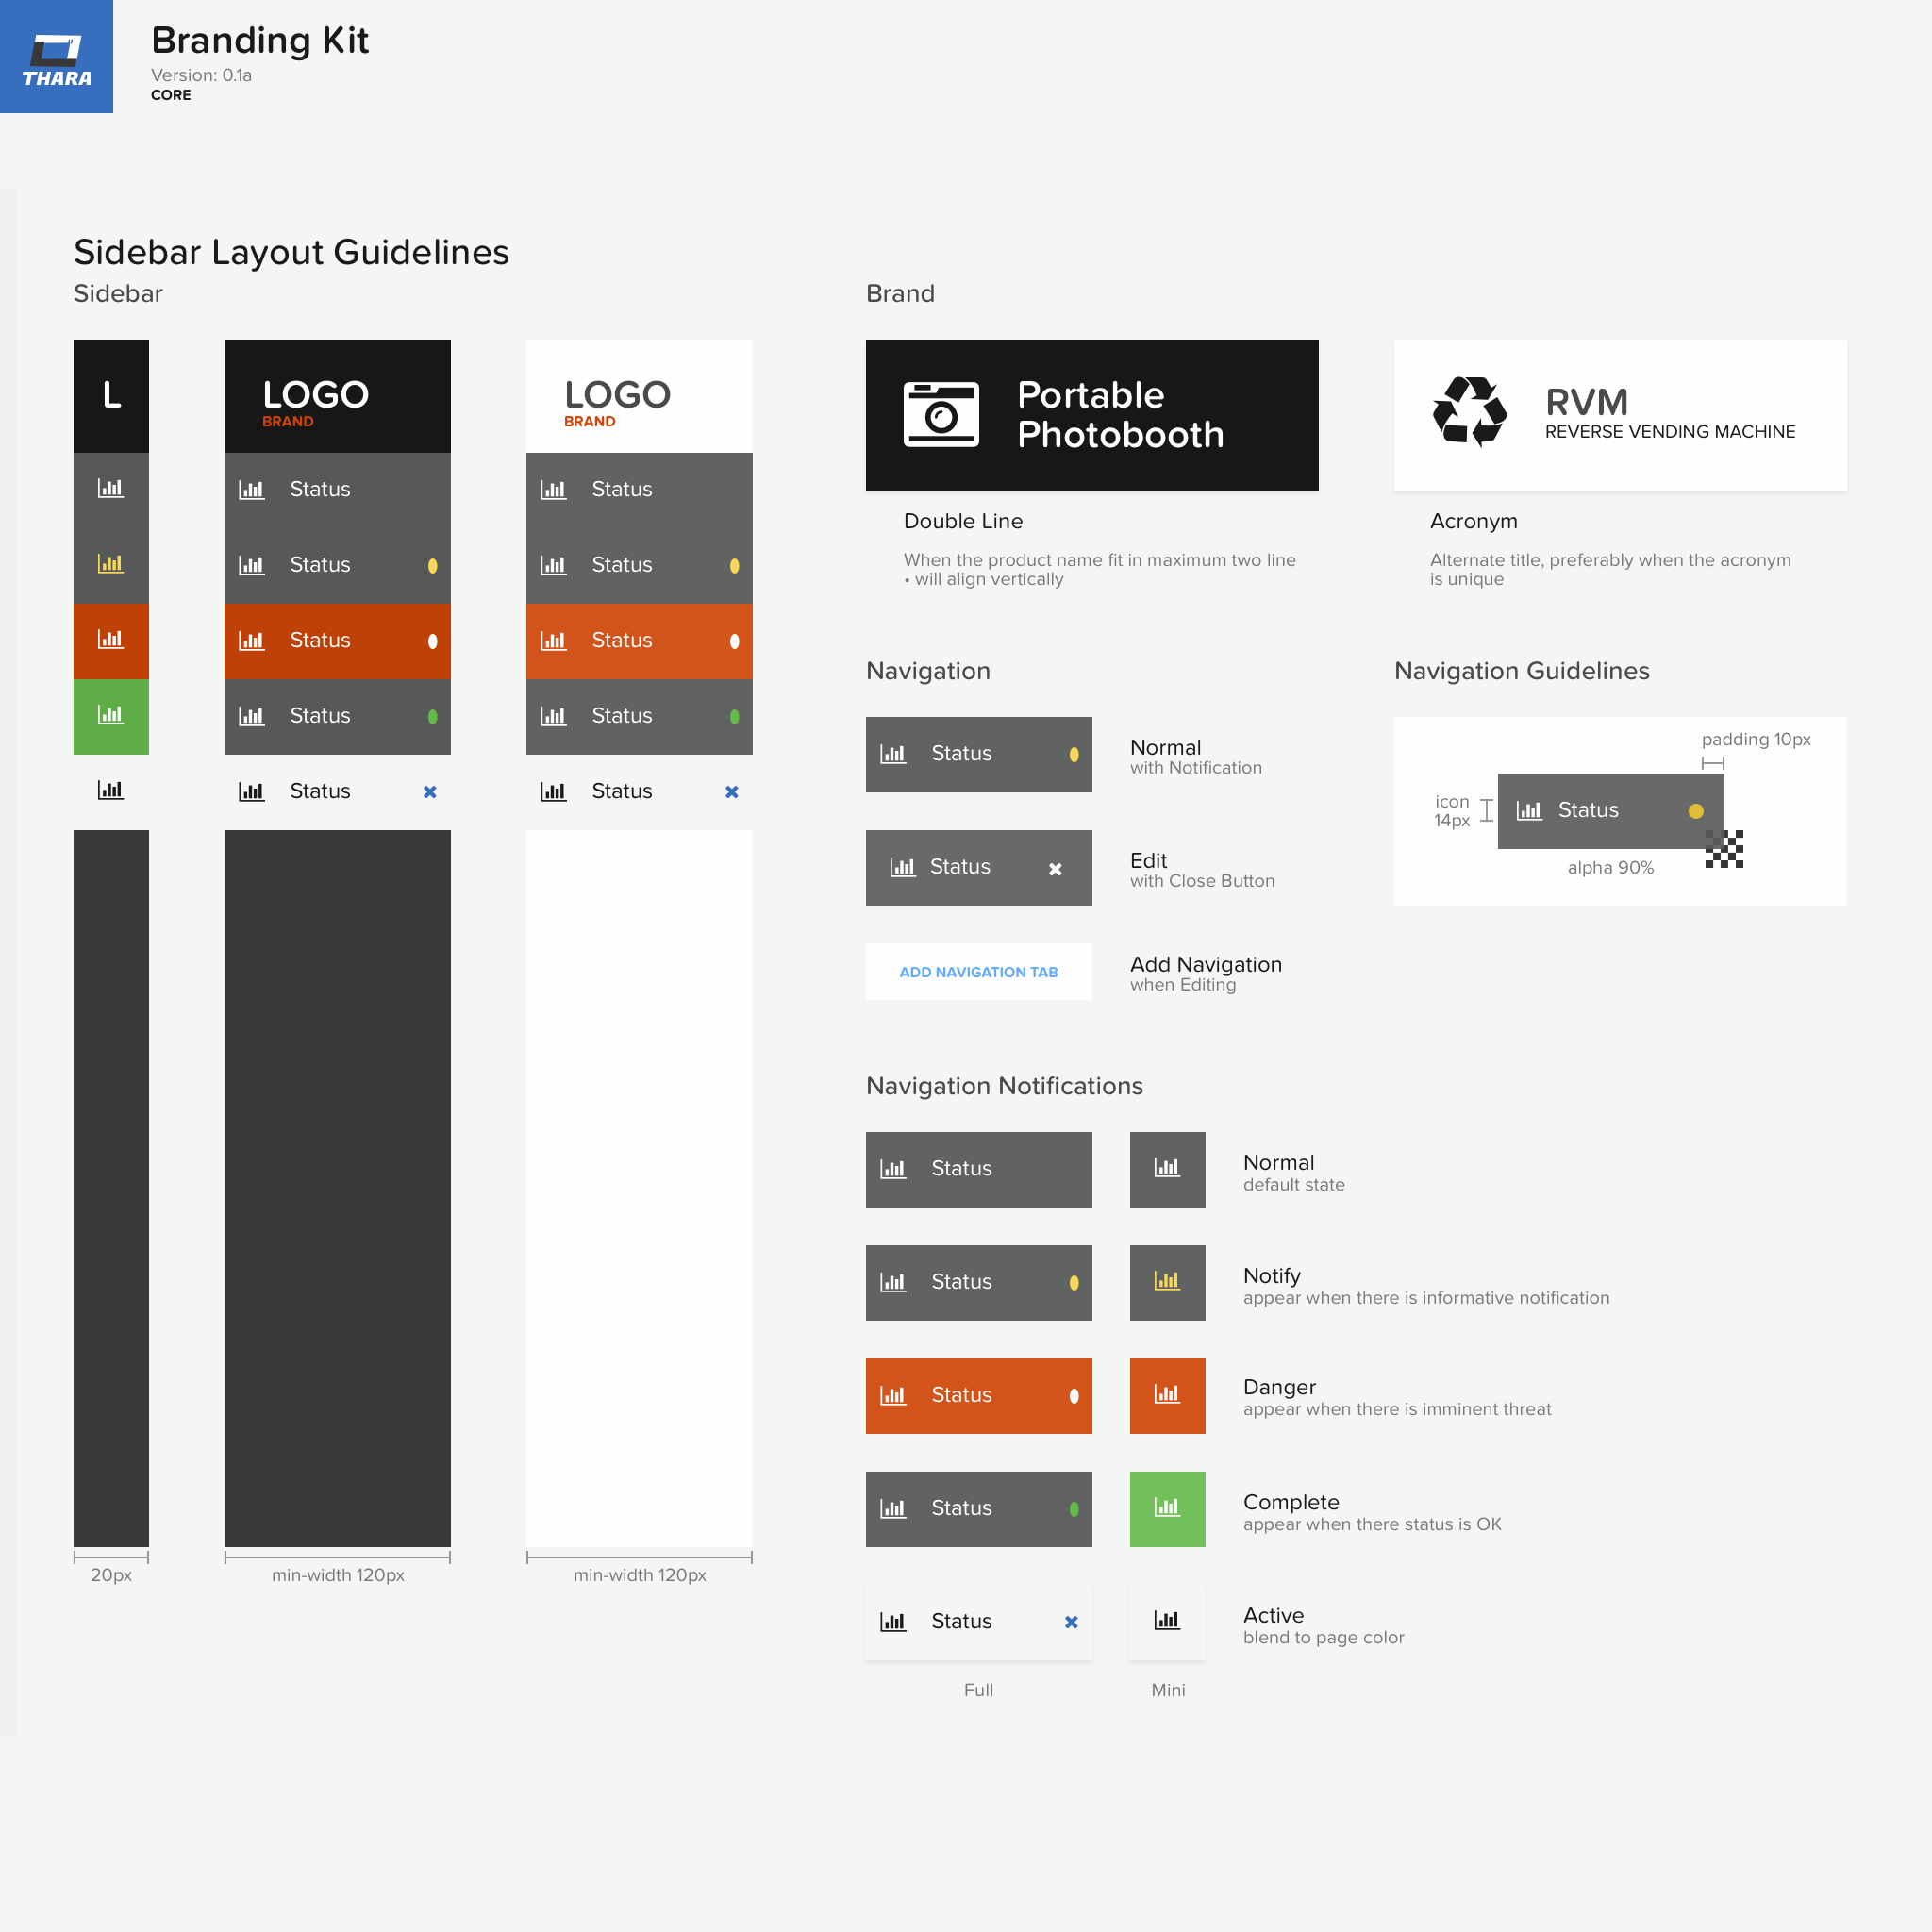 THARA
Branding Kit
Version: 0.1a
CORE
Sidebar Layout Guidelines
Sidebar
L
LOGO
BRAND
LOGO
BRAND
Status
Status
Status
Status
Status
Status
Status
Status
Status
Status
20px
min-width 120px
min-width 120px
Brand
Portable
Photobooth
Double Line
When the product name fit in maximum two line
• will align vertically
RVM
REVERSE VENDING MACHINE
Acronym
Alternate title, preferably when the acronym
is unique
Navigation
Status
Normal
with Notification
Status
Edit
with Close Button
ADD NAVIGATION TAB
Add Navigation
when Editing
Navigation Guidelines
padding 10px
icon
14px
Status
alpha 90%
Navigation Notifications
Status
Normal
default state
Status
Notify
appear when there is informative notification
Status
Danger
appear when there is imminent threat
Status
Complete
appear when there status is OK
Status
Active
blend to page color
Full
Mini